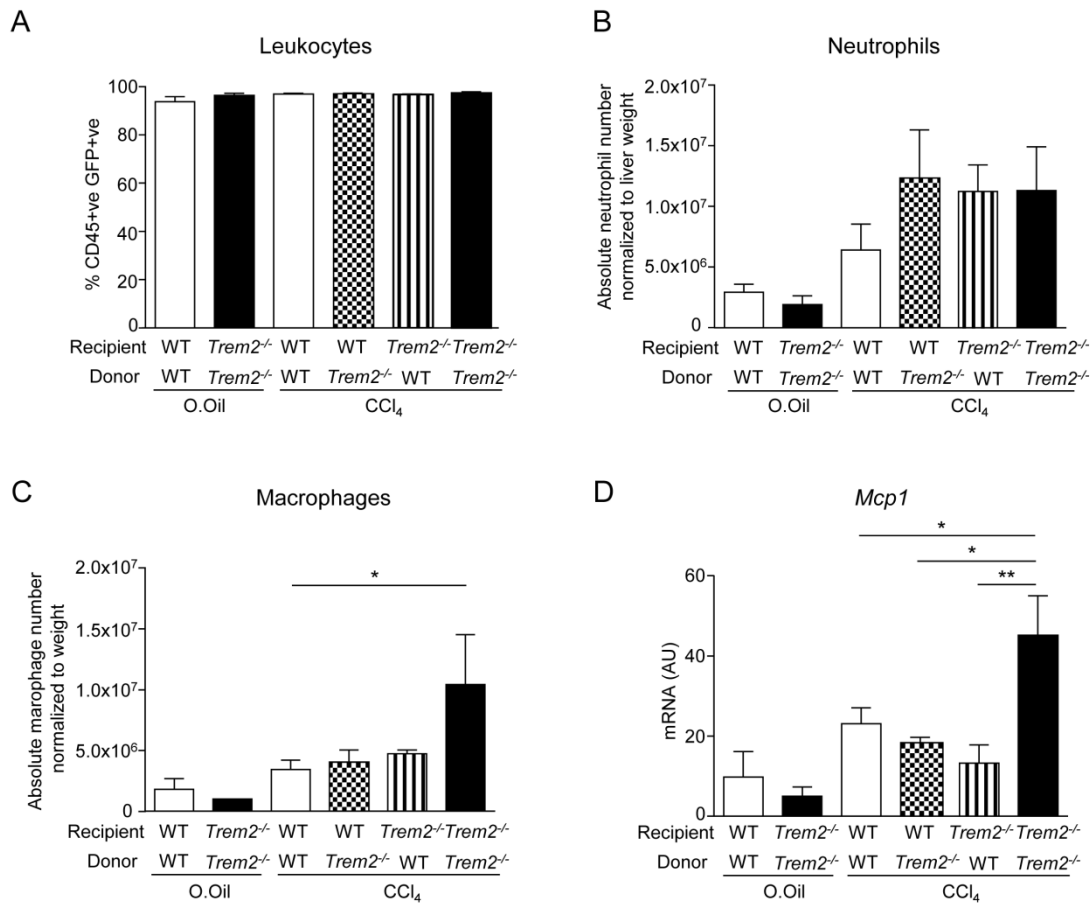 A
Leukocytes
% CD45+ve GFP+ve
100
80
60
40
20
0
Recipient WT Trem2-/- WT WT Trem2-/- Trem2-/-
Donor WT Trem2-/- WT Trem2-/- WT Trem2-/-
O.Oil CCl4
B
Neutrophils
Absolute neutrophil number
normalized to liver weight
2.0x10^7
1.5x10^7
1.0x10^7
5.0x10^6
0
Recipient WT Trem2-/- WT WT Trem2-/- Trem2-/-
Donor WT Trem2-/- WT Trem2-/- WT Trem2-/-
O.Oil CCl4
C
Macrophages
Absolute marophage number
normalized to weight
2.0x10^7
1.5x10^7
1.0x10^7
5.0x10^6
0
*
Recipient WT Trem2-/- WT WT Trem2-/- Trem2-/-
Donor WT Trem2-/- WT Trem2-/- WT Trem2-/-
O.Oil CCl4
D
Mcp1
*
*
**
mRNA (AU)
60
40
20
0
Recipient WT Trem2-/- WT WT Trem2-/- Trem2-/-
Donor WT Trem2-/- WT Trem2-/- WT Trem2-/-
O.Oil CCl4